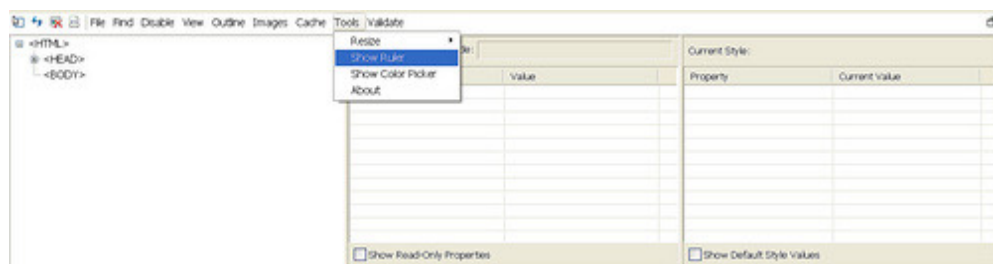 File Find Disable View Outline Images Cache Tools Validate
<HTML>
<HEAD>
<BODY>
Resize
Show Ruler
Show Color Picker
About
Value
Current Style:
Property Current Value
Show Read-Only Properties
Show Default Style Values